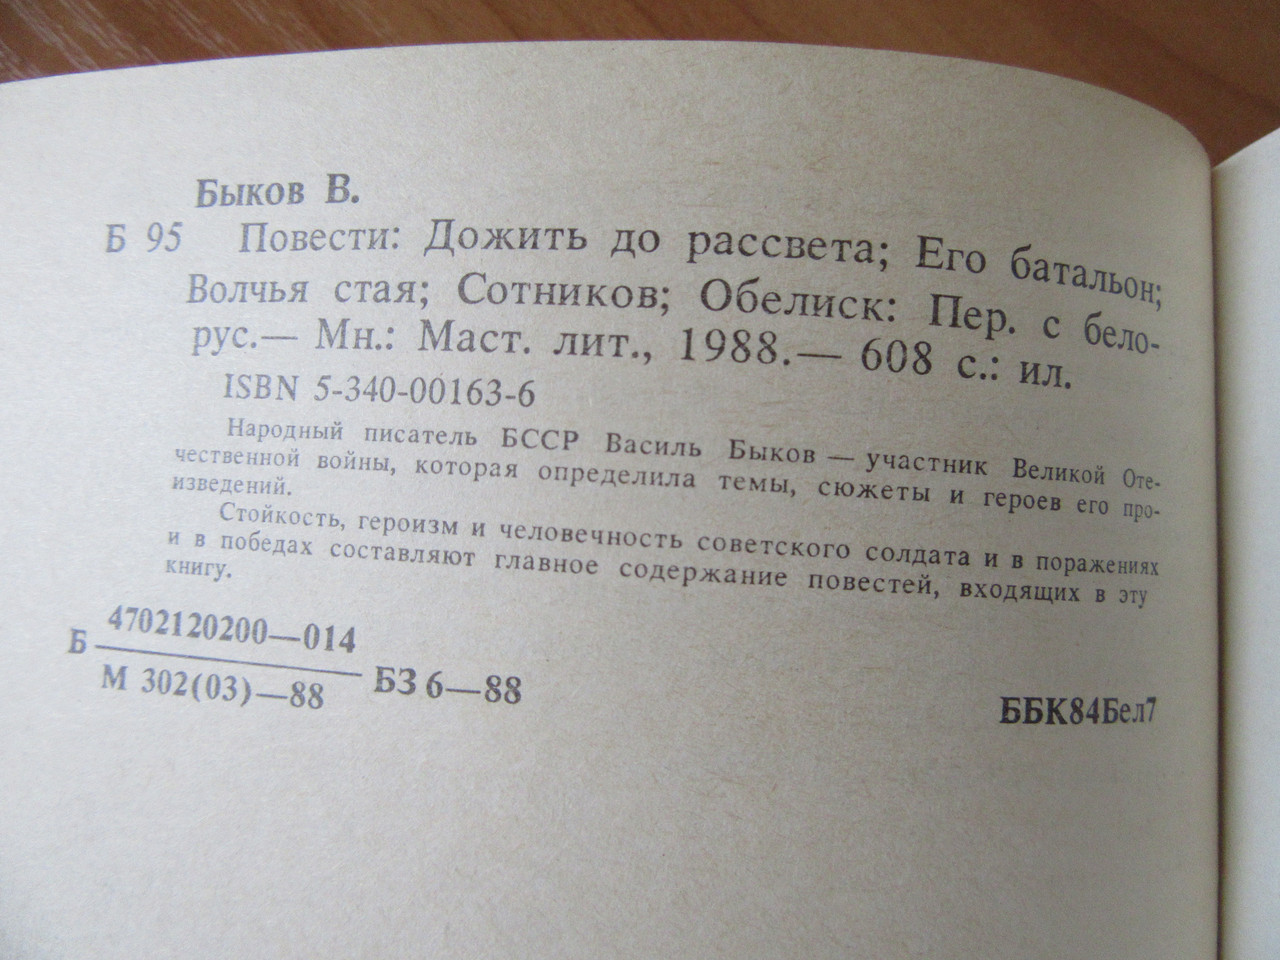 Быков В.
Б 95 Повести: Дожить до рассвета; Его батальон;
Волчья стая; Сотников; Обелиск: Пер. с бело-
рус.— Мн.: Маст. лит., 1988.— 608 с.: ил.
ISBN 5-340-00163-6
Народный писатель БССР Василь Быков — участник Великой Оте-
чественной войны, которая определила темы, сюжеты и героев его про-
изведений.
Стойкость, героизм и человечность советского солдата и в поражениях
и в победах составляют главное содержание повестей, входящих в эту
книгу.
4702120200—014
Б
М 302(03)—88
БЗ 6—88
ББК84Бел7